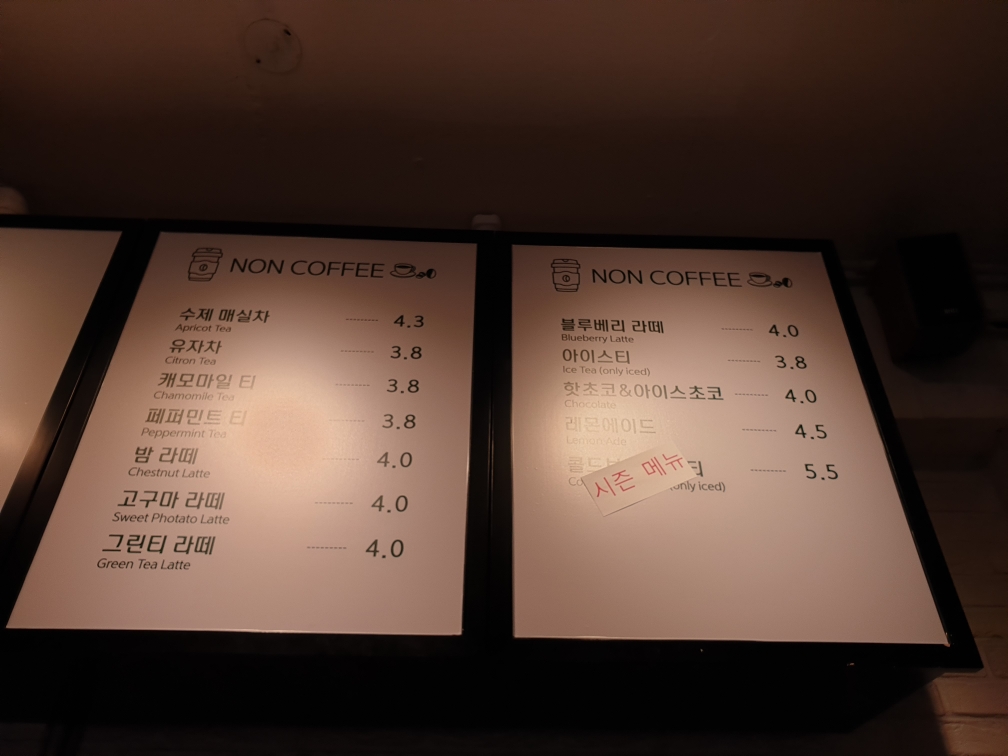 NON COFFEE
수제 매실차 4.3
Apricot Tea
유자차 3.8
Citron Tea
캐모마일 티 3.8
Chamomile Tea
페퍼민트 티 3.8
Peppermint Tea
밤 라떼 4.0
Chestnut Latte
고구마 라떼 4.0
Sweet Photato Latte
그린티 라떼 4.0
Green Tea Latte
NON COFFEE
블루베리 라떼 4.0
Blueberry Latte
아이스티 3.8
Ice Tea (only iced)
핫초코&아이스초코 4.0
Chocolate
레몬에이드 4.5
Lemon Ade
티 5.5
(only iced)
시즌 메뉴